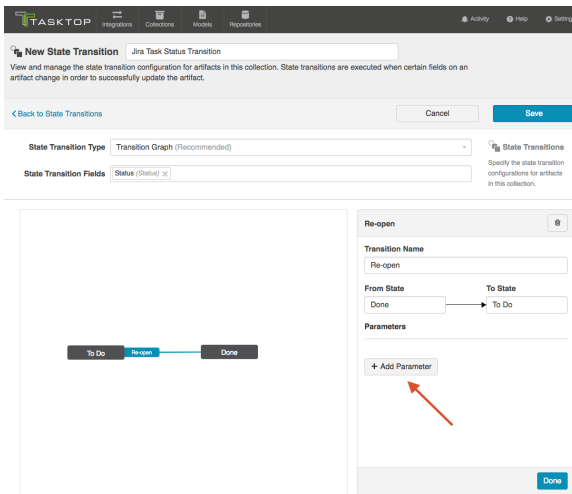 TASKTOP
Integrations
Collections
Models
Repositories
Activity
Help
Setting
New State Transition
Jira Task Status Transition
View and manage the state transition configuration for artifacts in this collection. State transitions are executed when certain fields on an
artifact change in order to successfully update the artifact.
Back to State Transitions
Cancel
Save
State Transition Type
Transition Graph (Recommended)
State Transition Fields
Status (Status)
State Transitions
Specify the state transition
configurations for artifacts
in this collection.
To Do
Re-open
Done
Re-open
Transition Name
Re-open
From State
To State
Done
To Do
Parameters
+ Add Parameter
Done